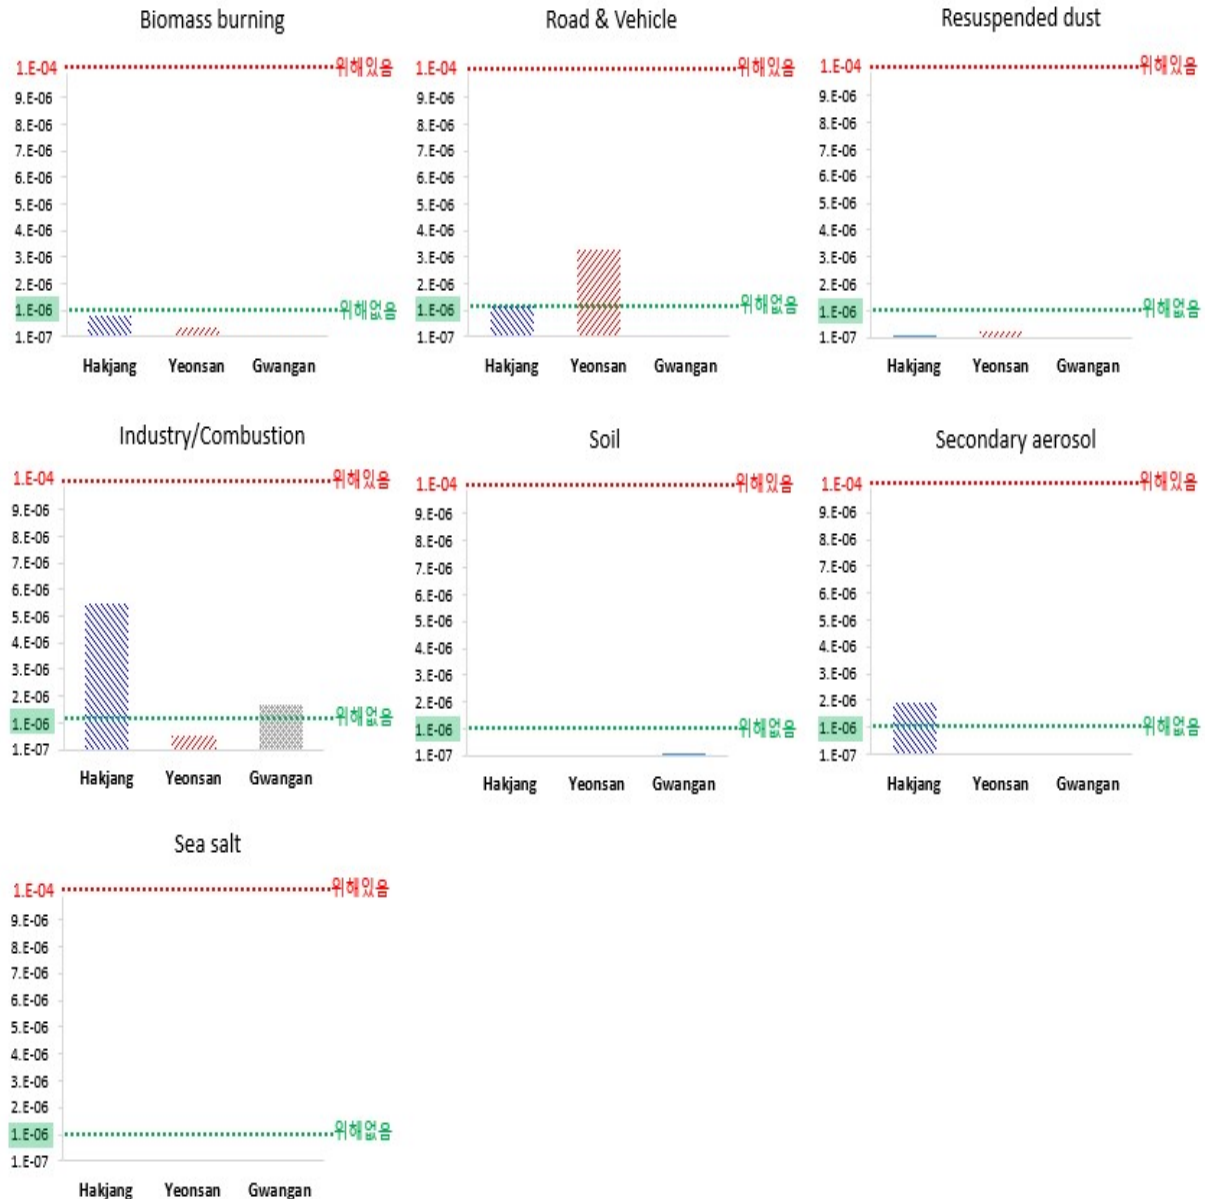 Biomass burning
1.E-04
위해있음
9.E-06
8.E-06
7.E-06
6.E-06
5.E-06
4.E-06
3.E-06
2.E-06
1.E-06
위해없음
1.E-07
Hakjang Yeonsan Gwangan
Road & Vehicle
1.E-04
위해있음
9.E-06
8.E-06
7.E-06
6.E-06
5.E-06
4.E-06
3.E-06
2.E-06
1.E-06
위해없음
1.E-07
Hakjang Yeonsan Gwangan
Resuspended dust
1.E-04
위해있음
9.E-06
8.E-06
7.E-06
6.E-06
5.E-06
4.E-06
3.E-06
2.E-06
1.E-06
위해없음
1.E-07
Hakjang Yeonsan Gwangan
Industry/Combustion
1.E-04
위해있음
9.E-06
8.E-06
7.E-06
6.E-06
5.E-06
4.E-06
3.E-06
2.E-06
1.E-06
위해없음
1.E-07
Hakjang Yeonsan Gwangan
Soil
1.E-04
위해있음
9.E-06
8.E-06
7.E-06
6.E-06
5.E-06
4.E-06
3.E-06
2.E-06
1.E-06
위해없음
1.E-07
Hakjang Yeonsan Gwangan
Secondary aerosol
1.E-04
위해있음
9.E-06
8.E-06
7.E-06
6.E-06
5.E-06
4.E-06
3.E-06
2.E-06
1.E-06
위해없음
1.E-07
Hakjang Yeonsan Gwangan
Sea salt
1.E-04
위해있음
9.E-06
8.E-06
7.E-06
6.E-06
5.E-06
4.E-06
3.E-06
2.E-06
1.E-06
위해없음
1.E-07
Hakjang Yeonsan Gwangan